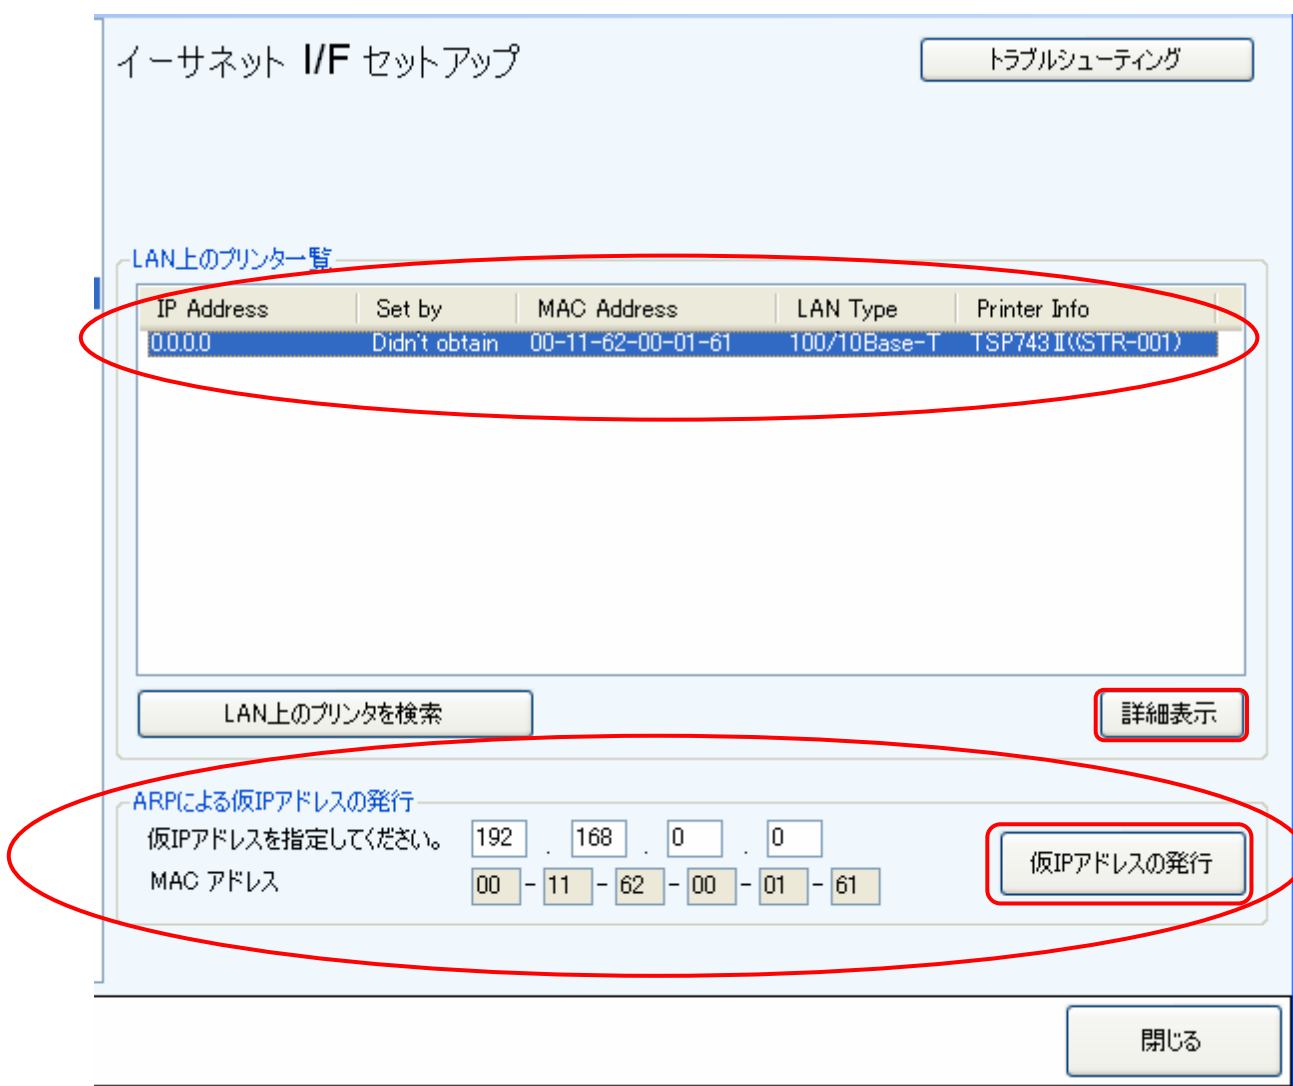 イーサネット I/F セットアップ
トラブルシューティング
LAN上のプリンター覧
IP Address Set by MAC Address LAN Type Printer Info
0.0.0.0 Didn't obtain 00-11-62-00-01-61 100/10Base-T TSP743Ⅱ((STR-001)
LAN上のプリンタを検索 詳細表示
ARPによる仮IPアドレスの発行
仮IPアドレスを指定してください。 192 . 168 . 0 . 0
仮IPアドレスの発行
MAC アドレス 00 - 11 - 62 - 00 - 01 - 61
閉じる